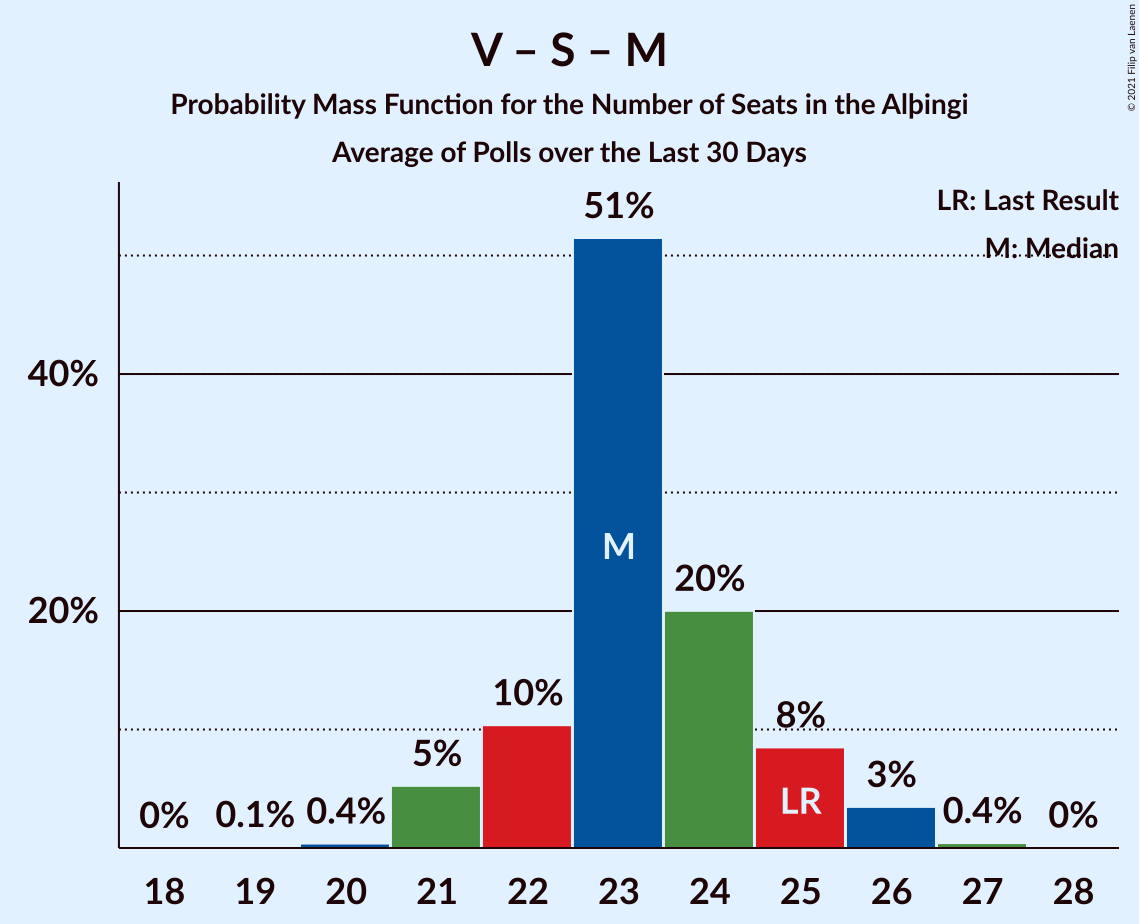 V – S – M
Probability Mass Function for the Number of Seats in the Alþingi
Average of Polls over the Last 30 Days
© 2021 Filip van Laenen
LR: Last Result
M: Median
51%
40%
M
20%
20%
10%
8%
5%
3%
LR
0%
0.1%
0.4%
0.4%
0%
18 19 20 21 22 23 24 25 26 27 28